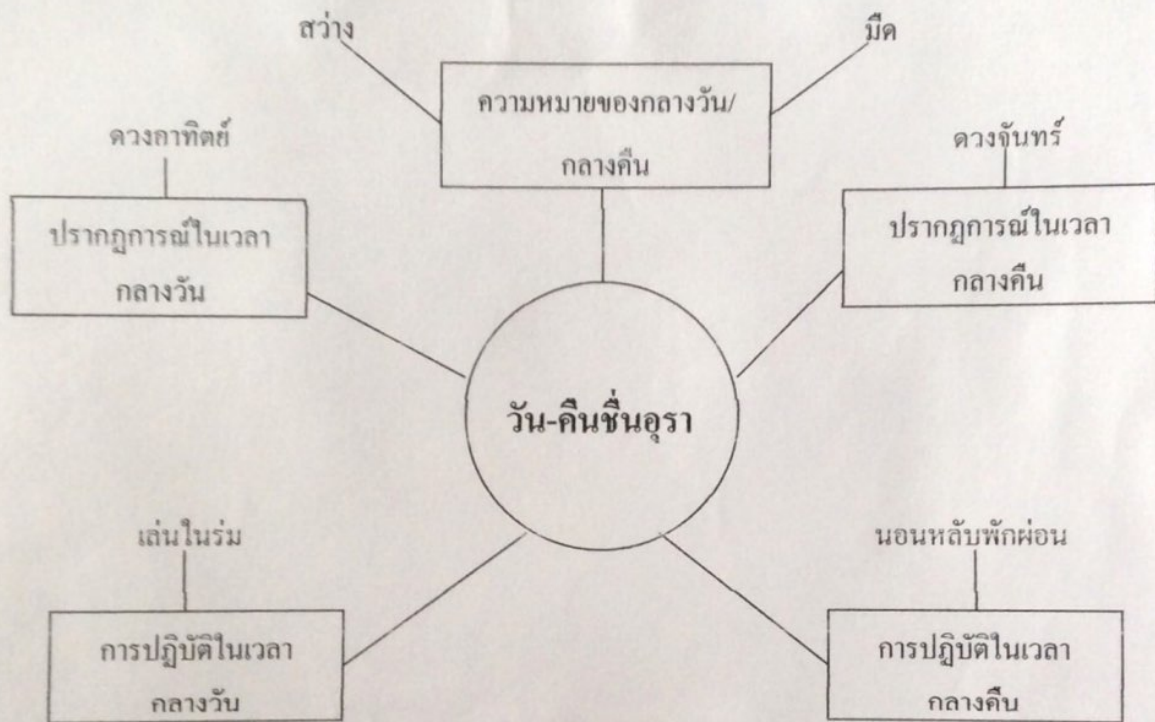 สว่าง
มืด
ความหมายของกลางวัน/
กลางคืน
ดวงอาทิตย์
ดวงจันทร์
ปรากฏการณ์ในเวลา
กลางวัน
ปรากฏการณ์ในเวลา
กลางคืน
วัน-คืนชื่นอุรา
เล่นในร่ม
นอนหลับพักผ่อน
การปฏิบัติในเวลา
กลางวัน
การปฏิบัติในเวลา
กลางคืน